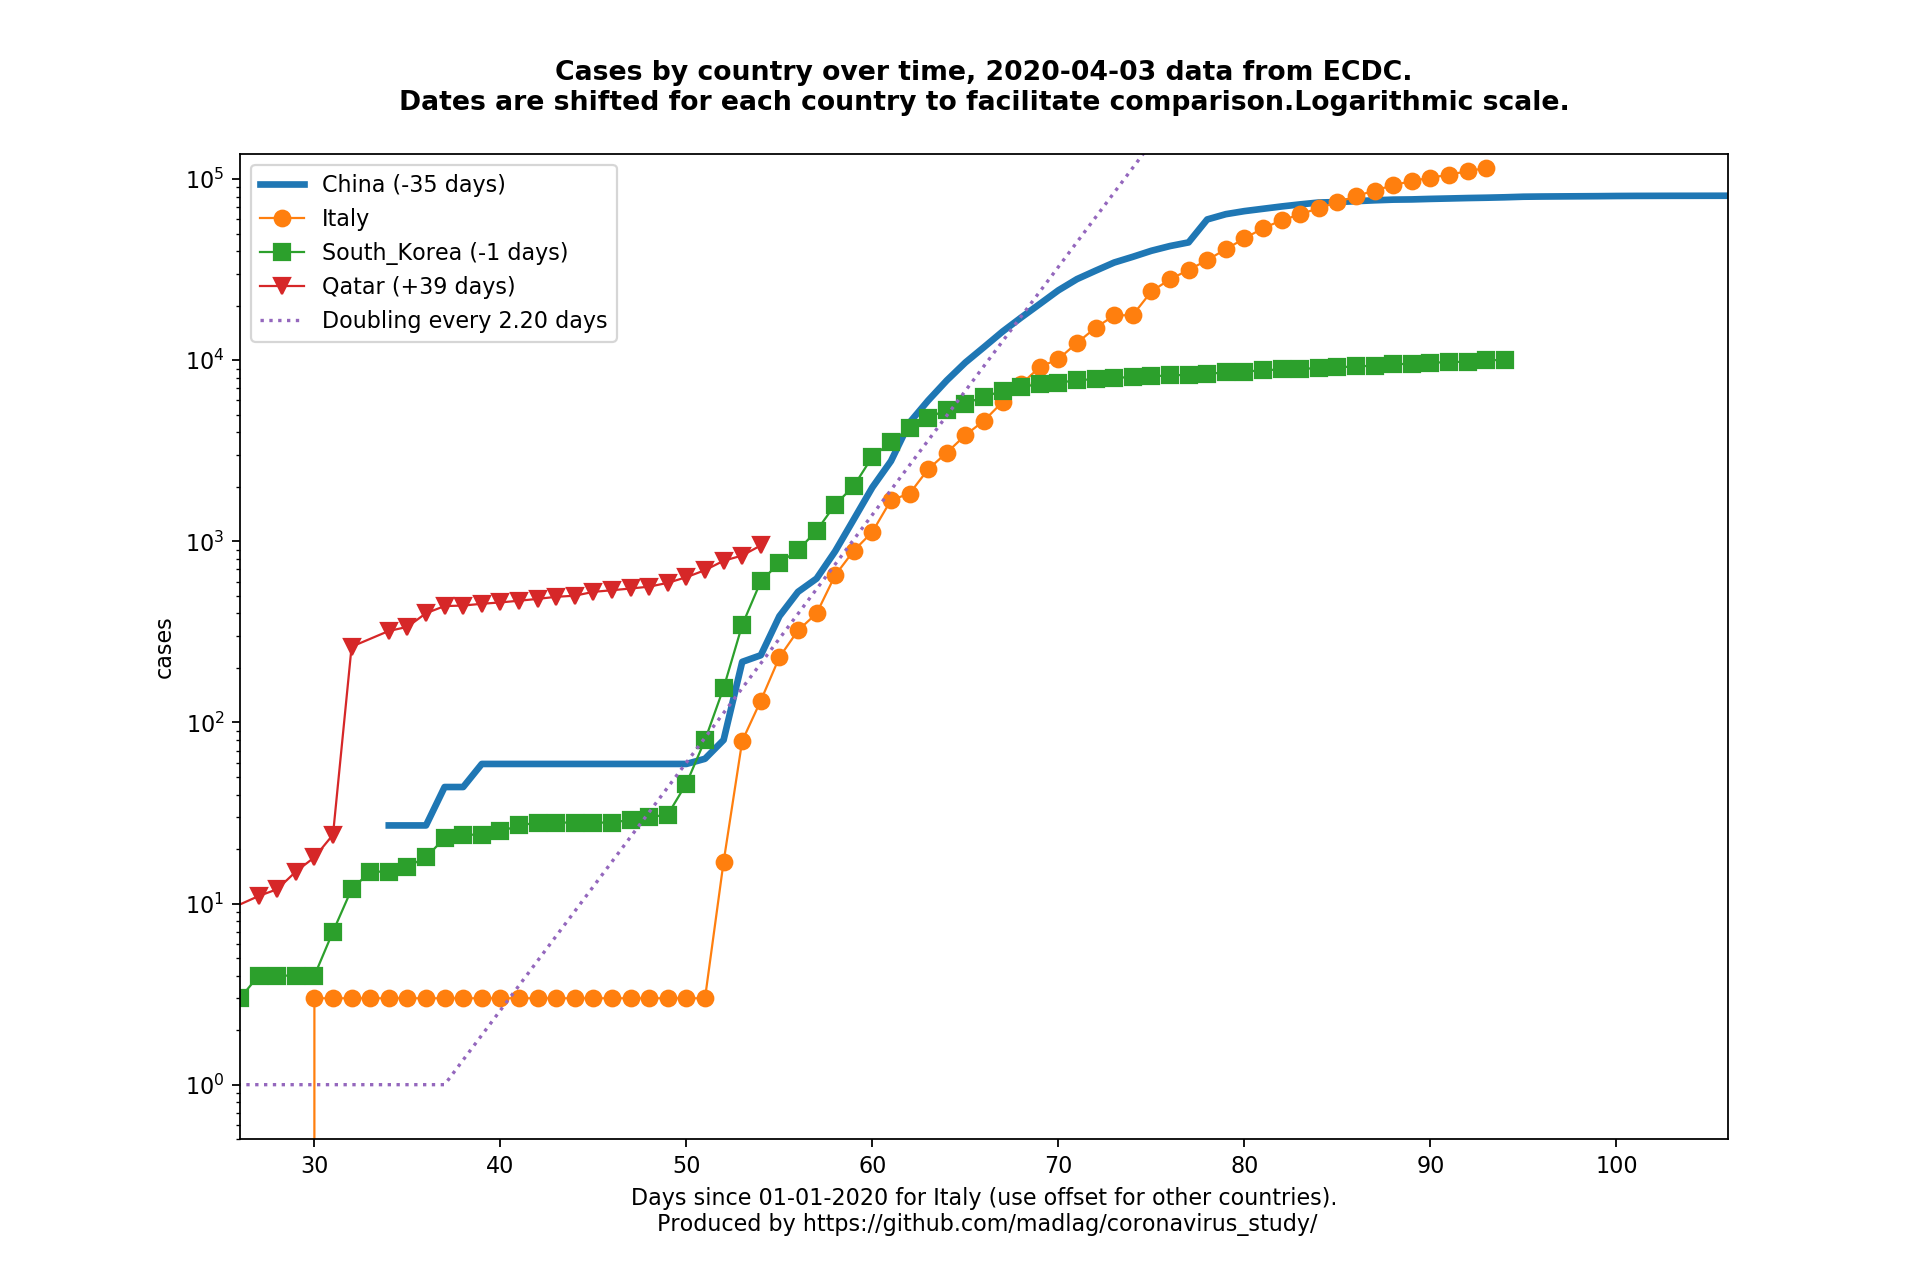 Cases by country over time, 2020-04-03 data from ECDC.
Dates are shifted for each country to facilitate comparison.Logarithmic scale.
China (-35 days)
Italy
South_Korea (-1 days)
Qatar (+39 days)
Doubling every 2.20 days
cases
10⁵
10⁴
10³
10²
10¹
10⁰
30 40 50 60 70 80 90 100
Days since 01-01-2020 for Italy (use offset for other countries).
Produced by https://github.com/madlag/coronavirus_study/